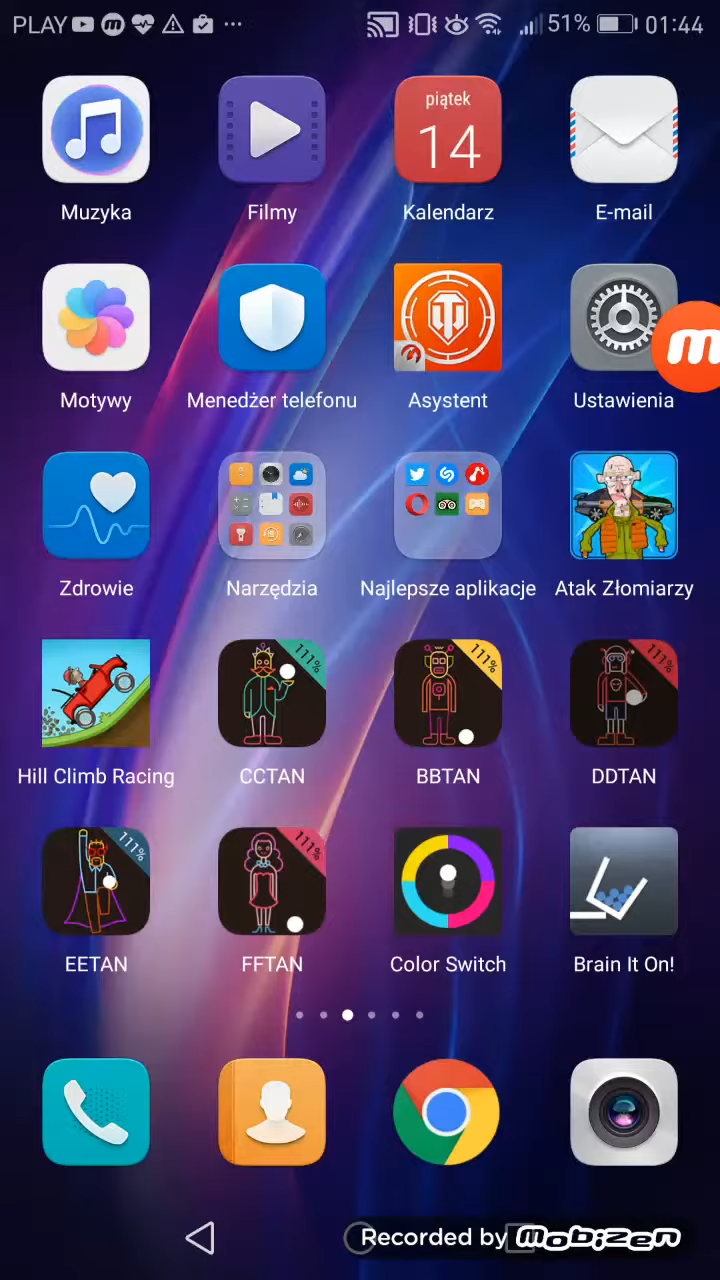 PLAY 51% 01:44
piątek
14
Muzyka Filmy Kalendarz E-mail
m
Motywy Menedżer telefonu Asystent Ustawienia
Zdrowie Narzędzia Najlepsze aplikacje Atak Złomiarzy
111% 111% 111%
Hill Climb Racing CCTAN BBTAN DDTAN
111% 111%
EETAN FFTAN Color Switch Brain It On!
Recorded by Mobizen